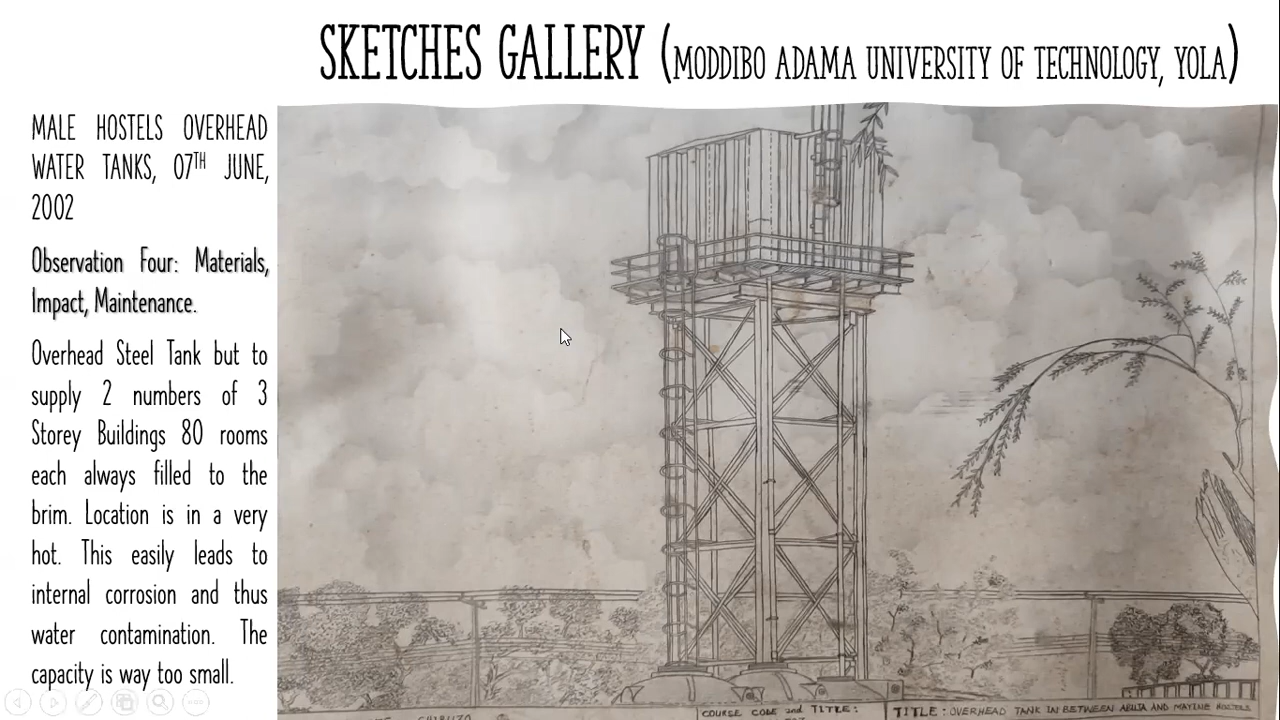 SKETCHES GALLERY (MODDIBO ADAMA UNIVERSITY OF TECHNOLOGY, YOLA)
MALE HOSTELS OVERHEAD
WATER TANKS, 07TH JUNE,
2002
Observation Four: Materials,
Impact, Maintenance.
Overhead Steel Tank but to
supply 2 numbers of 3
Storey Buildings 80 rooms
each always filled to the
brim. Location is in a very
hot. This easily leads to
internal corrosion and thus
water contamination. The
capacity is way too small.
COURSE CODE and TITLE:
TITLE: OVERHEAD TANK IN BETWEEN ABUJA AND MAYINE HOSTELS